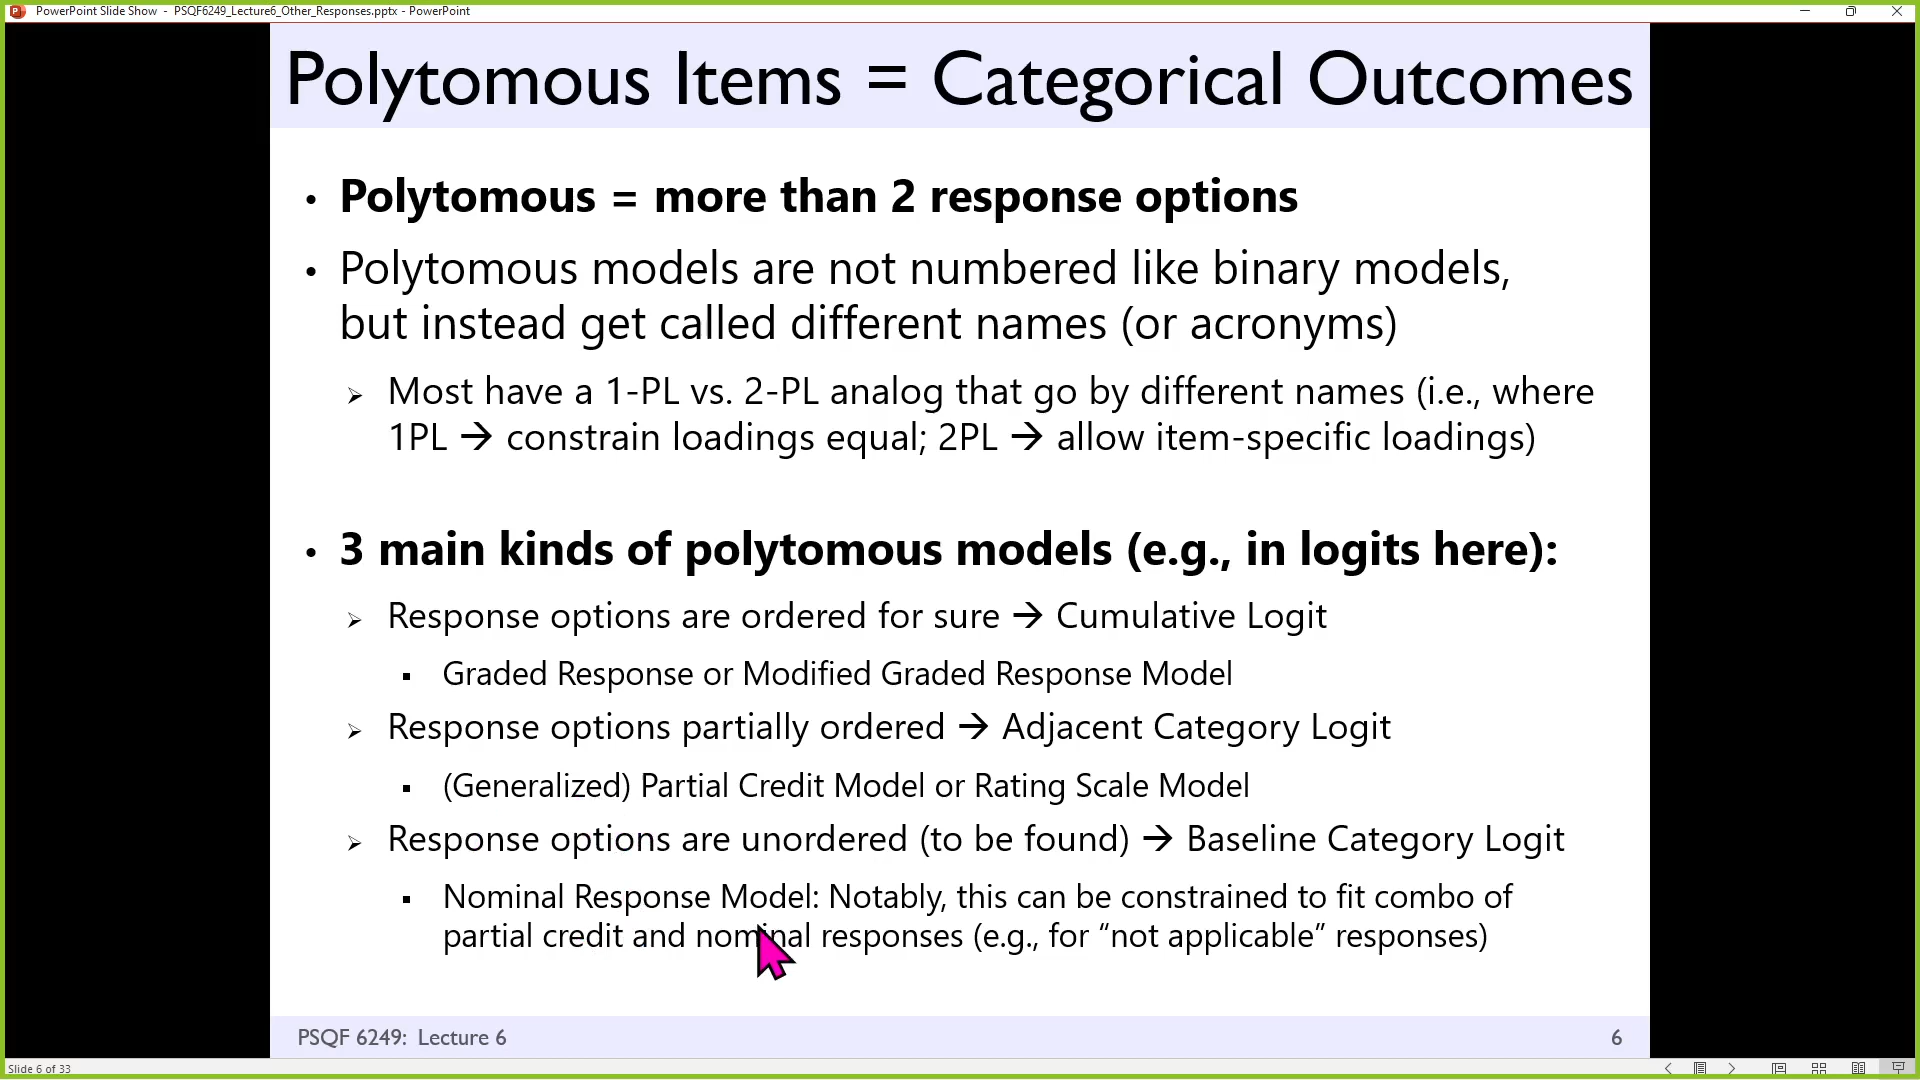 PowerPoint Slide Show - PSQF6249_Lecture6_Other_Responses.pptx - PowerPoint
Polytomous Items = Categorical Outcomes
• Polytomous = more than 2 response options
• Polytomous models are not numbered like binary models,
but instead get called different names (or acronyms)
➢ Most have a 1-PL vs. 2-PL analog that go by different names (i.e., where
1PL → constrain loadings equal; 2PL → allow item-specific loadings)
• 3 main kinds of polytomous models (e.g., in logits here):
➢ Response options are ordered for sure → Cumulative Logit
▪ Graded Response or Modified Graded Response Model
➢ Response options partially ordered → Adjacent Category Logit
▪ (Generalized) Partial Credit Model or Rating Scale Model
➢ Response options are unordered (to be found) → Baseline Category Logit
▪ Nominal Response Model: Notably, this can be constrained to fit combo of
partial credit and nominal responses (e.g., for “not applicable” responses)
PSQF 6249: Lecture 6
6
Slide 6 of 33